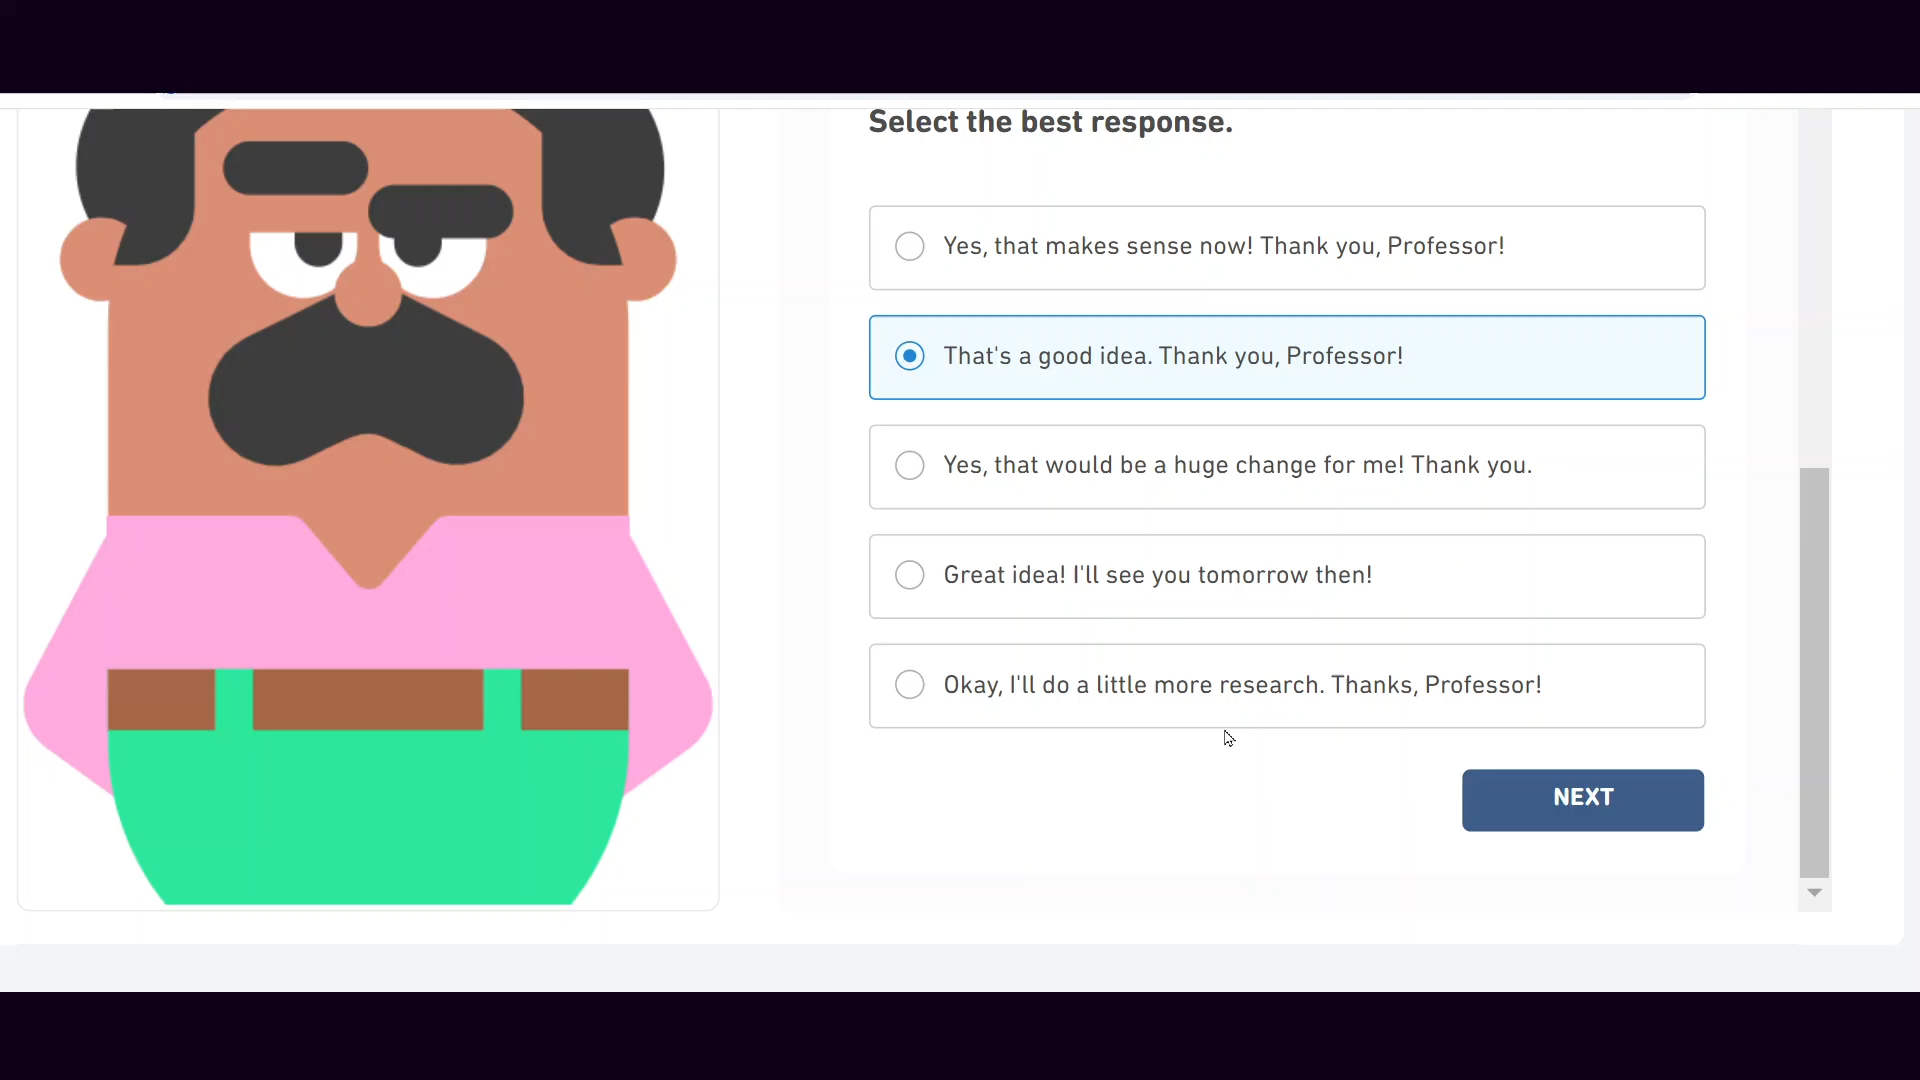 Select the best response.
Yes, that makes sense now! Thank you, Professor!
That's a good idea. Thank you, Professor!
Yes, that would be a huge change for me! Thank you.
Great idea! I'll see you tomorrow then!
Okay, I'll do a little more research. Thanks, Professor!
NEXT